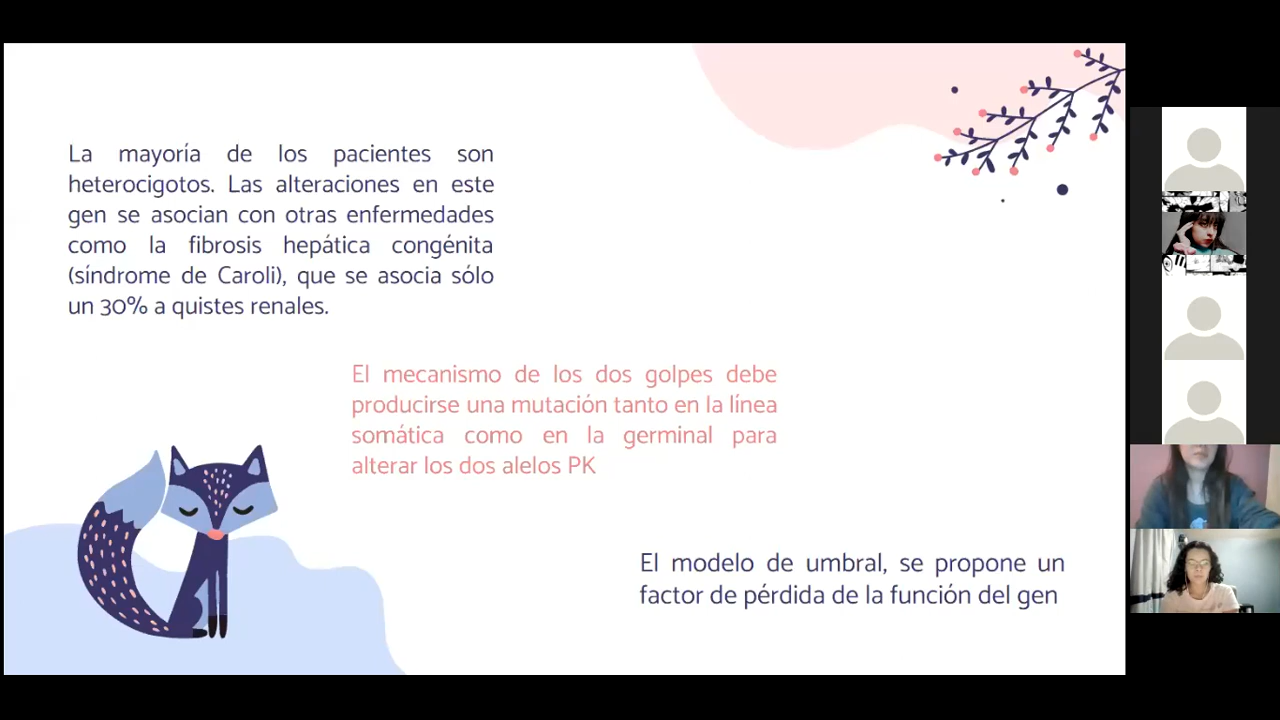 La mayoría de los pacientes son
heterocigotos. Las alteraciones en este
gen se asocian con otras enfermedades
como la fibrosis hepática congénita
(síndrome de Caroli), que se asocia sólo
un 30% a quistes renales.
El mecanismo de los dos golpes debe
producirse una mutación tanto en la línea
somática como en la germinal para
alterar los dos alelos PK
El modelo de umbral, se propone un
factor de pérdida de la función del gen